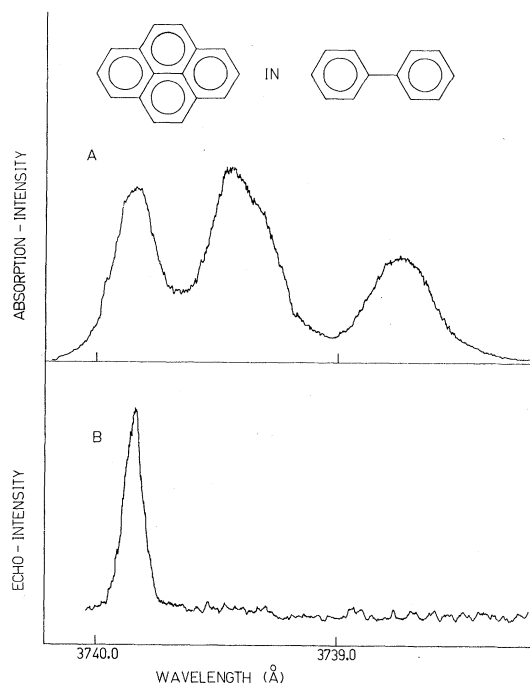 IN
A
ABSORPTION - INTENSITY
B
ECHO - INTENSITY
3740.0
3739.0
WAVELENGTH (Å)